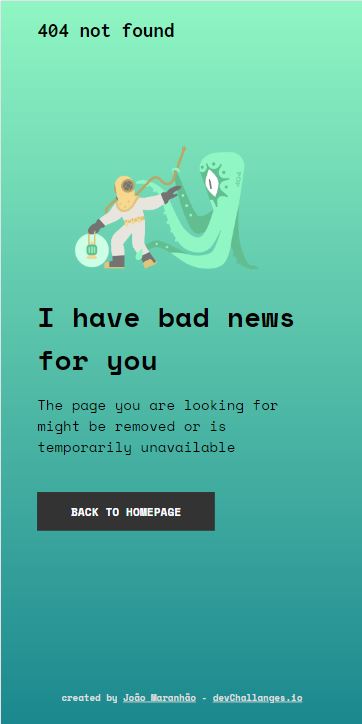 404 not found
I have bad news
for you
The page you are looking for
might be removed or is
temporarily unavailable
BACK TO HOMEPAGE
created by João Maranhão - devChallanges.io